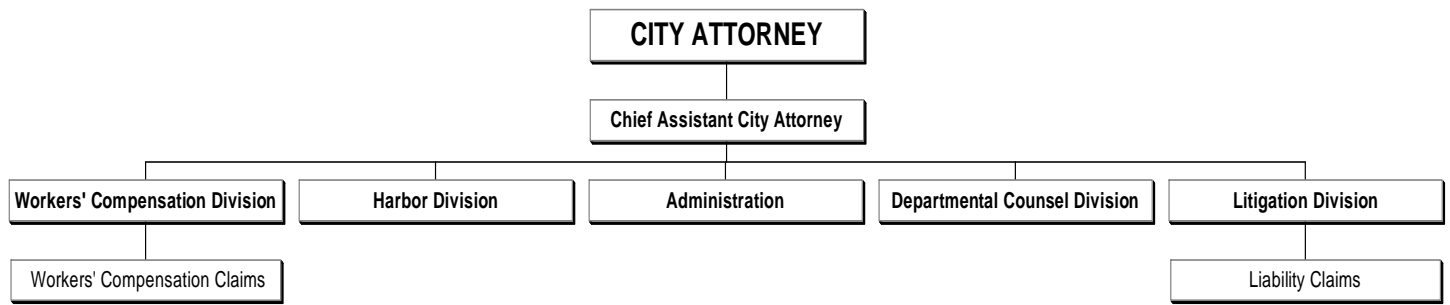 CITY ATTORNEY
Chief Assistant City Attorney
Workers' Compensation Division
Harbor Division
Administration
Departmental Counsel Division
Litigation Division
Workers' Compensation Claims
Liability Claims